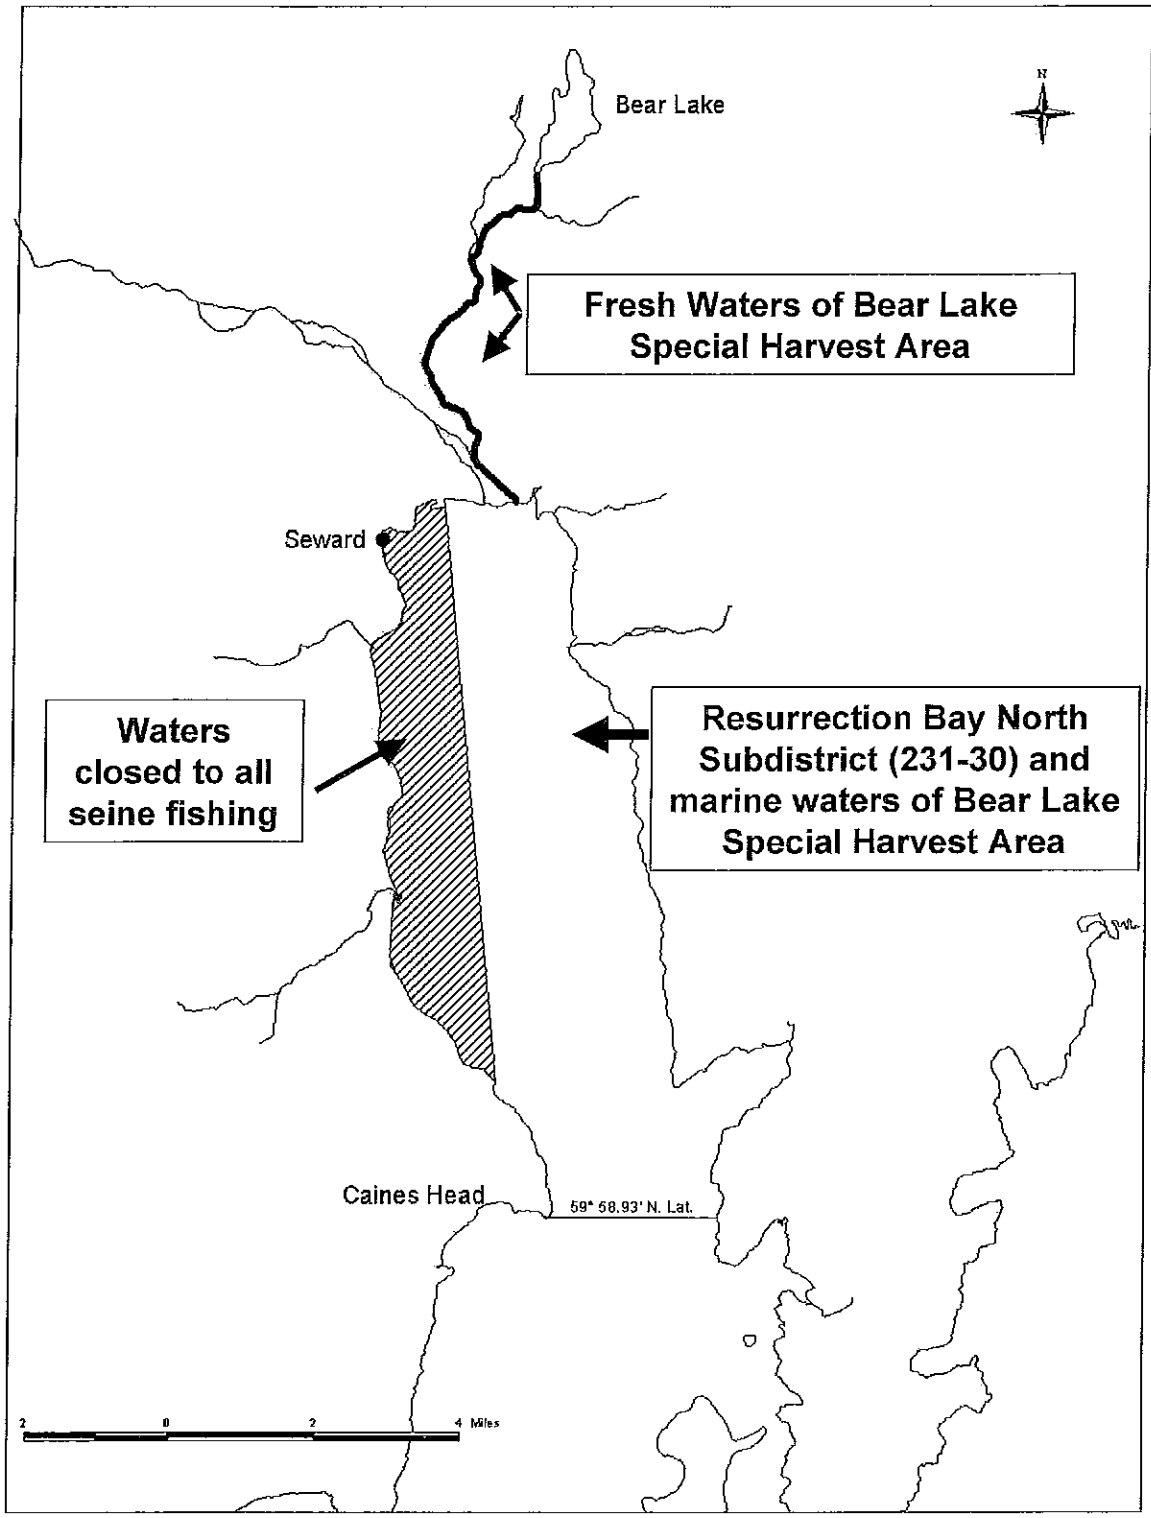 N
Bear Lake
Fresh Waters of Bear Lake
Special Harvest Area
Seward
Waters
closed to all
seine fishing
Resurrection Bay North
Subdistrict (231-30) and
marine waters of Bear Lake
Special Harvest Area
Caines Head
59° 58.93' N. Lat.
2 0 2 4 Miles